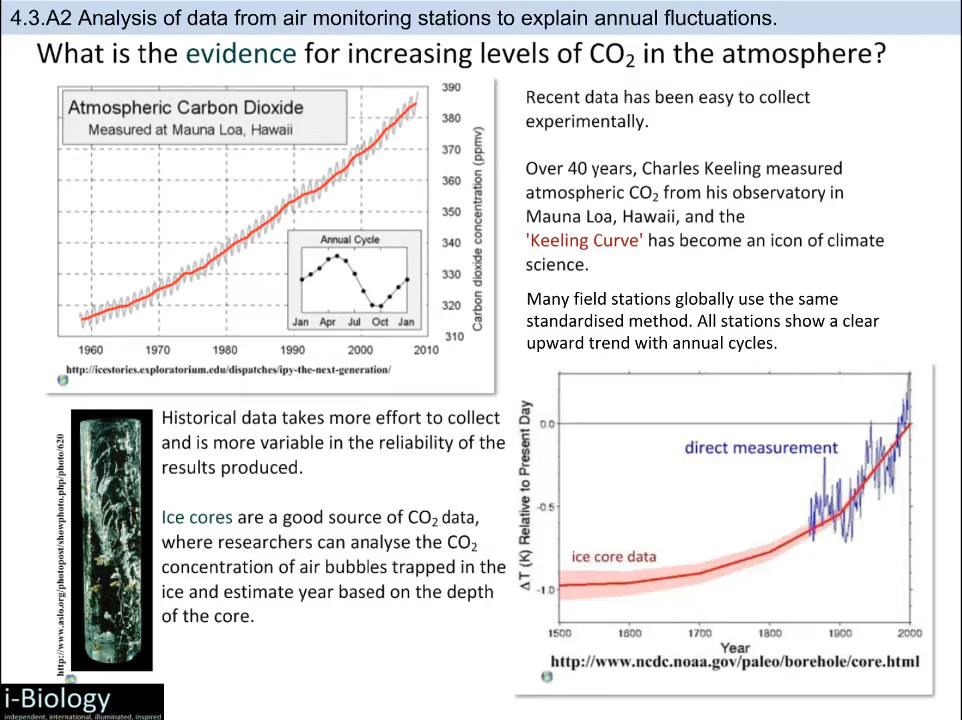 4.3.A2 Analysis of data from air monitoring stations to explain annual fluctuations.
What is the evidence for increasing levels of CO₂ in the atmosphere?
Atmospheric Carbon Dioxide
Measured at Mauna Loa, Hawaii
390
380
370
360
350
340
330
320
310
Carbon dioxide concentration (ppmv)
Annual Cycle
Jan Apr Jul Oct Jan
1960 1970 1980 1990 2000 2010
http://icestories.exploratorium.edu/dispatches/ipy-the-next-generation/
Recent data has been easy to collect
experimentally.
Over 40 years, Charles Keeling measured
atmospheric CO₂ from his observatory in
Mauna Loa, Hawaii, and the
'Keeling Curve' has become an icon of climate
science.
Many field stations globally use the same
standardised method. All stations show a clear
upward trend with annual cycles.
http://www.aslo.org/photopost/showphoto.php/photo/620
Historical data takes more effort to collect
and is more variable in the reliability of the
results produced.
Ice cores are a good source of CO₂ data,
where researchers can analyse the CO₂
concentration of air bubbles trapped in the
ice and estimate year based on the depth
of the core.
ΔT (K) Relative to Present Day
0.0
-0.5
-1.0
direct measurement
ice core data
1500 1600 1700 1800 1900 2000
Year
http://www.ncdc.noaa.gov/paleo/borehole/core.html
i-Biology
independent, international, illuminated, inspired